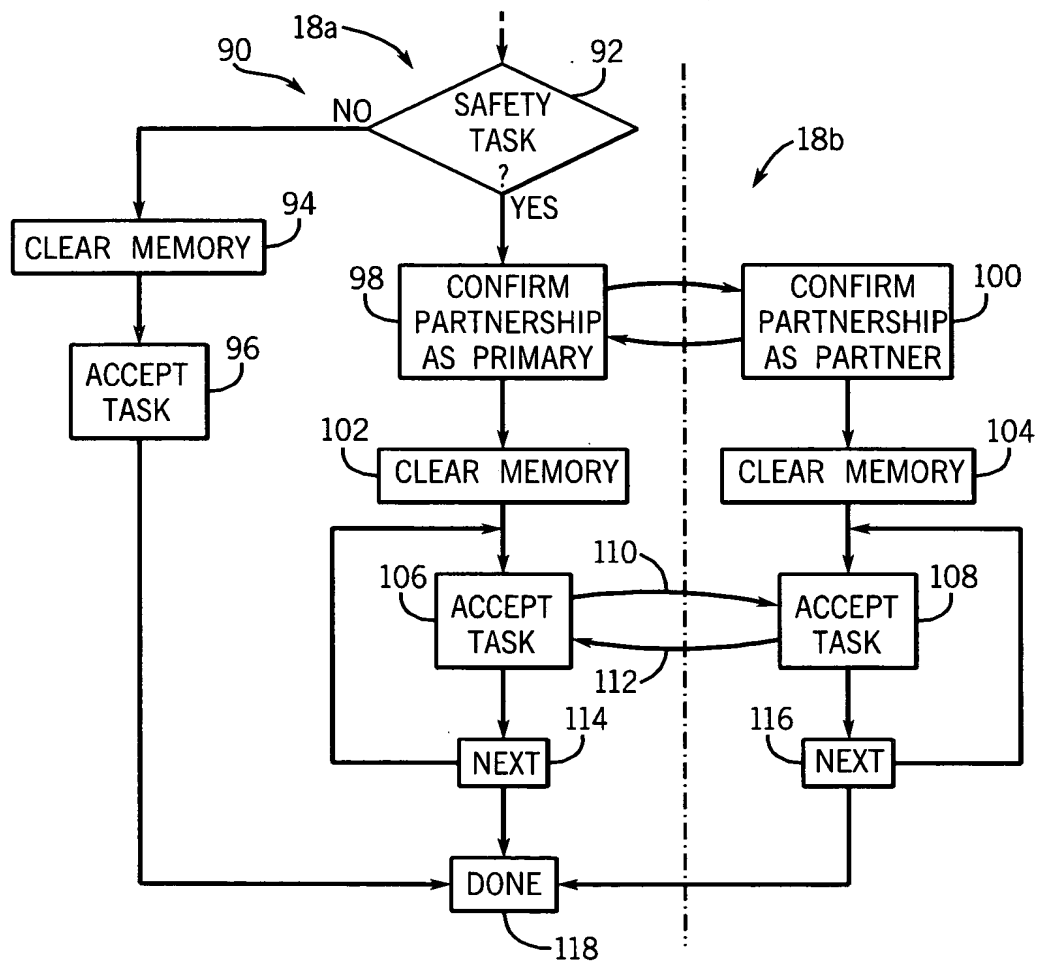 18a
90
92
SAFETY
TASK
?
NO
YES
18b
94
CLEAR MEMORY
98
CONFIRM
PARTNERSHIP
AS PRIMARY
100
CONFIRM
PARTNERSHIP
AS PARTNER
96
ACCEPT
TASK
102
CLEAR MEMORY
104
CLEAR MEMORY
106
ACCEPT
TASK
110
108
ACCEPT
TASK
112
114
NEXT
116
NEXT
DONE
118